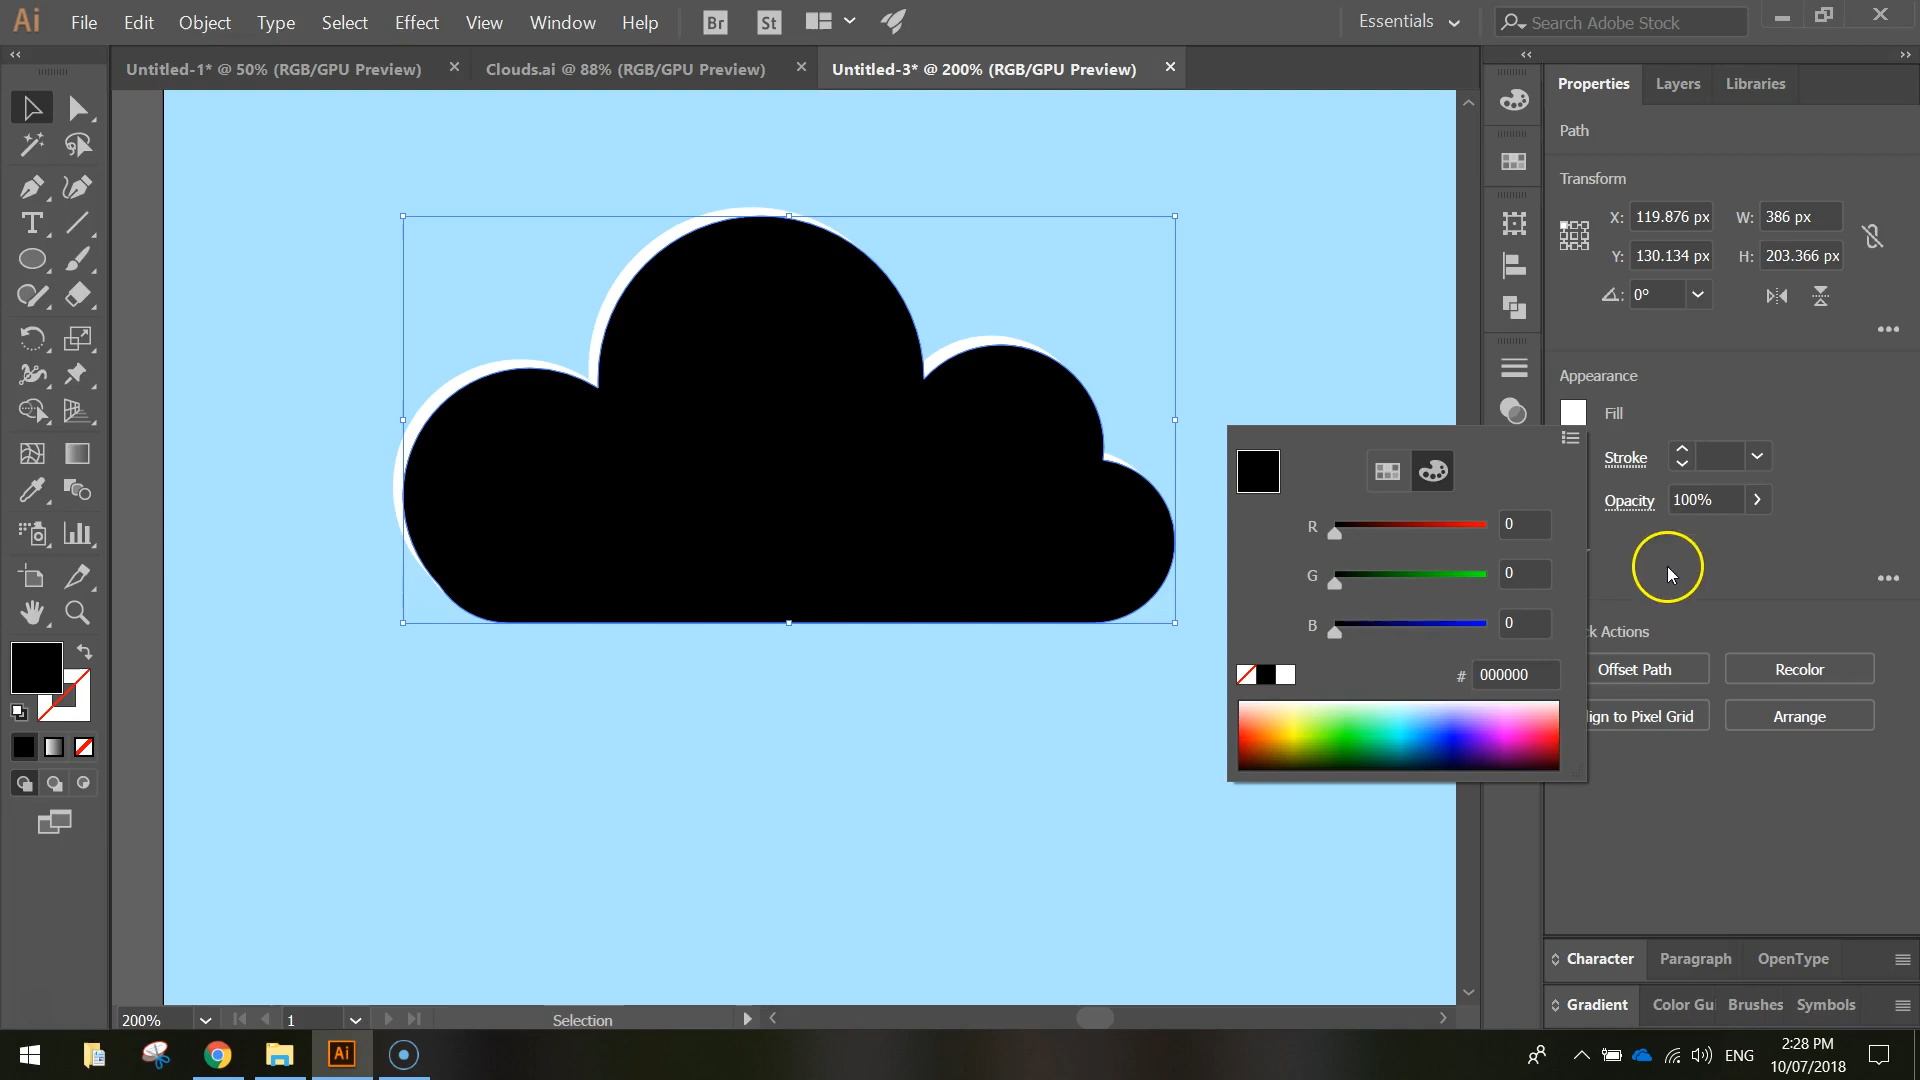 Ai File Edit Object Type Select Effect View Window Help Br St Essentials Search Adobe Stock
Untitled-1* @ 50% (RGB/GPU Preview) Clouds.ai @ 88% (RGB/GPU Preview) Untitled-3* @ 200% (RGB/GPU Preview)
Properties Layers Libraries
Path
Transform
X: 119.876 px W: 386 px
Y: 130.134 px H: 203.366 px
0°
Appearance
Fill
Stroke
Opacity 100%
R 0
G 0
B 0
# 000000
k Actions
Offset Path Recolor
ign to Pixel Grid Arrange
Character Paragraph OpenType
Gradient Color Gui Brushes Symbols
200% 1 Selection
Ai ENG 2:28 PM
10/07/2018